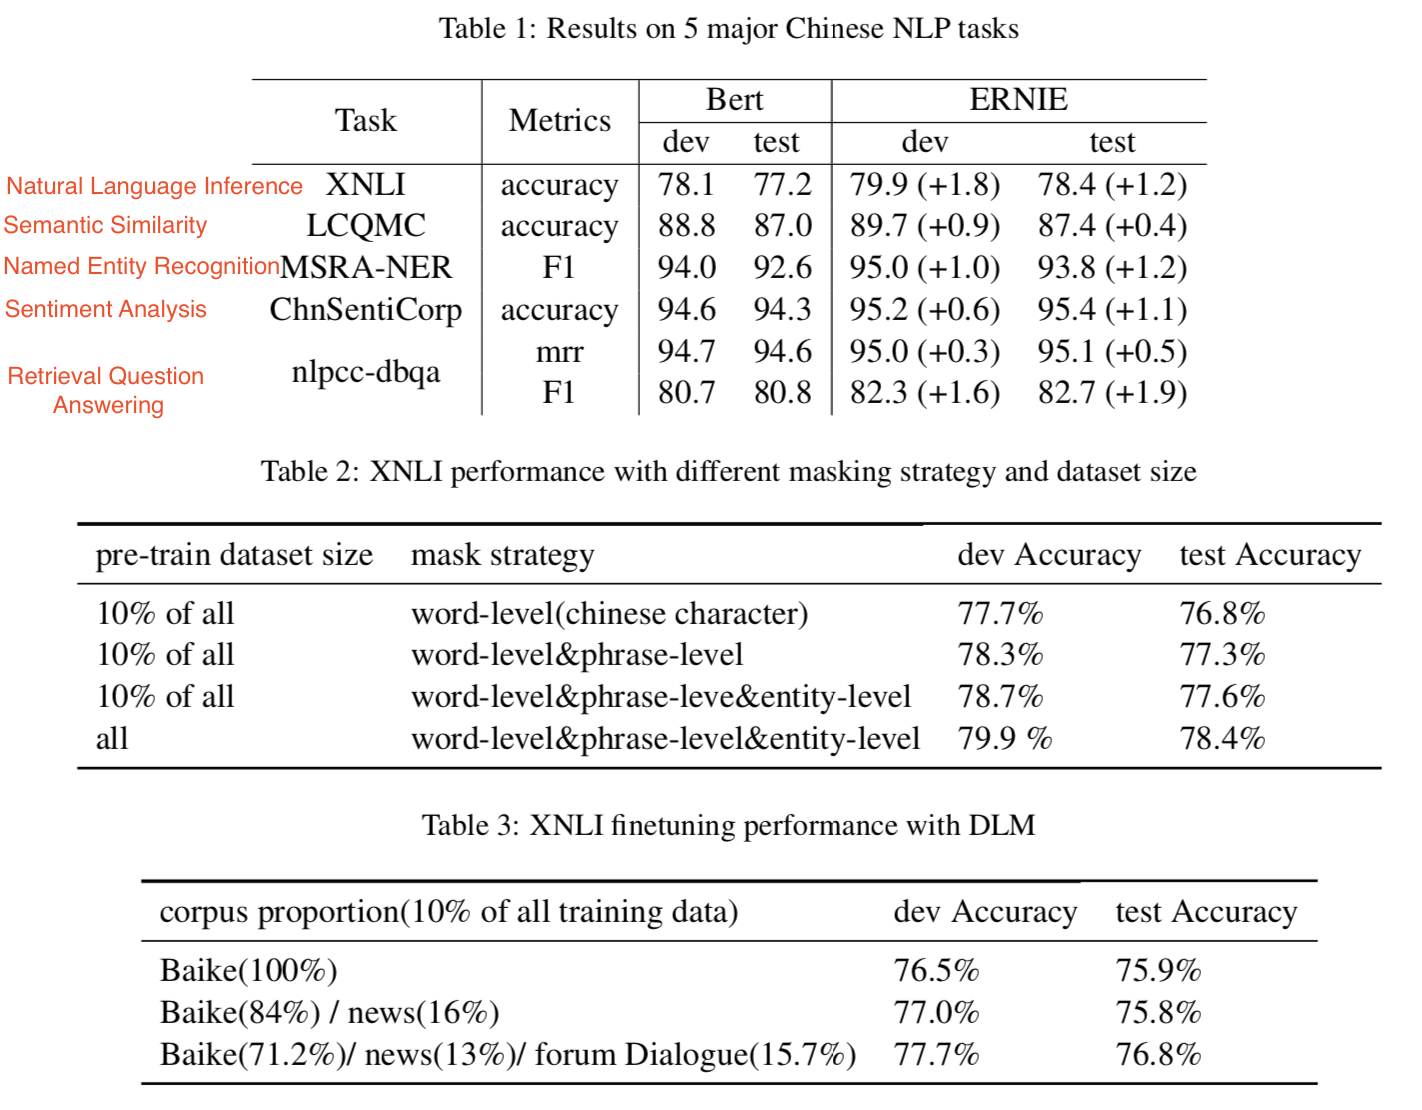 Table 1: Results on 5 major Chinese NLP tasks
Task Metrics Bert ERNIE
dev test dev test
Natural Language Inference XNLI accuracy 78.1 77.2 79.9 (+1.8) 78.4 (+1.2)
Semantic Similarity LCQMC accuracy 88.8 87.0 89.7 (+0.9) 87.4 (+0.4)
Named Entity Recognition MSRA-NER F1 94.0 92.6 95.0 (+1.0) 93.8 (+1.2)
Sentiment Analysis ChnSentiCorp accuracy 94.6 94.3 95.2 (+0.6) 95.4 (+1.1)
Retrieval Question Answering nlpcc-dbqa mrr 94.7 94.6 95.0 (+0.3) 95.1 (+0.5)
F1 80.7 80.8 82.3 (+1.6) 82.7 (+1.9)
Table 2: XNLI performance with different masking strategy and dataset size
pre-train dataset size mask strategy dev Accuracy test Accuracy
10% of all word-level(chinese character) 77.7% 76.8%
10% of all word-level&phrase-level 78.3% 77.3%
10% of all word-level&phrase-leve&entity-level 78.7% 77.6%
all word-level&phrase-level&entity-level 79.9 % 78.4%
Table 3: XNLI finetuning performance with DLM
corpus proportion(10% of all training data) dev Accuracy test Accuracy
Baike(100%) 76.5% 75.9%
Baike(84%) / news(16%) 77.0% 75.8%
Baike(71.2%)/ news(13%)/ forum Dialogue(15.7%) 77.7% 76.8%